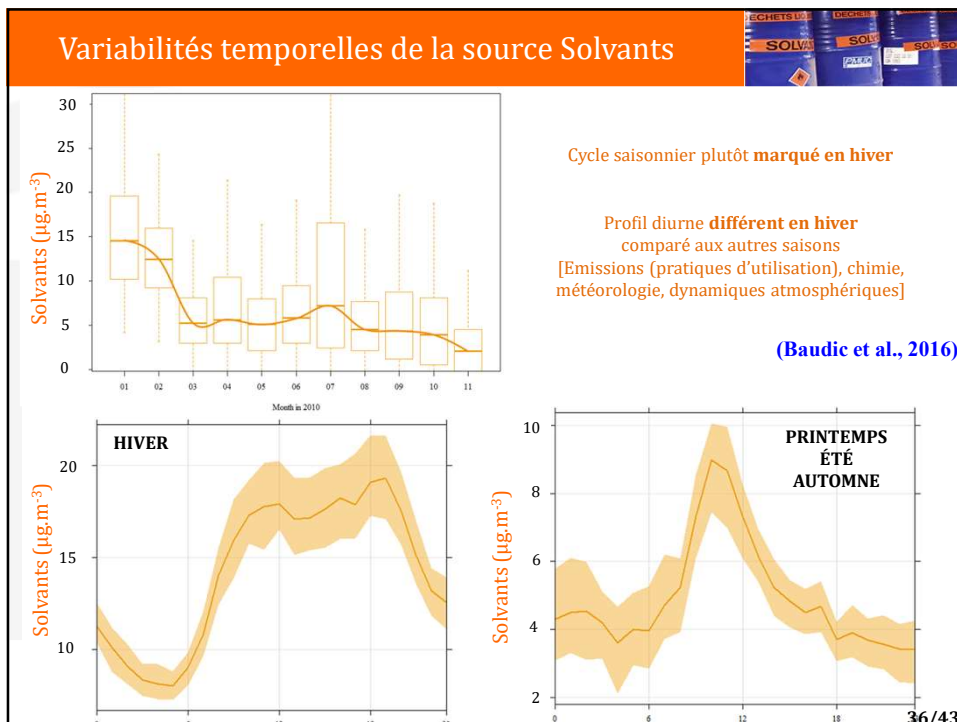 Variabilités temporelles de la source Solvants
DECHETS
SOLVANTS
SOL
SOL
Solvants (µg.m-3)
30
25
20
15
10
5
0
01 02 03 04 05 06 07 08 09 10 11
Month in 2010
Cycle saisonnier plutôt marqué en hiver
Profil diurne différent en hiver
comparé aux autres saisons
[Emissions (pratiques d'utilisation), chimie,
météorologie, dynamiques atmosphériques]
(Baudic et al., 2016)
HIVER
Solvants (µg.m-3)
20
15
10
PRINTEMPS
ÉTÉ
AUTOMNE
Solvants (µg.m-3)
10
8
6
4
2
0 6 12 18
36/43